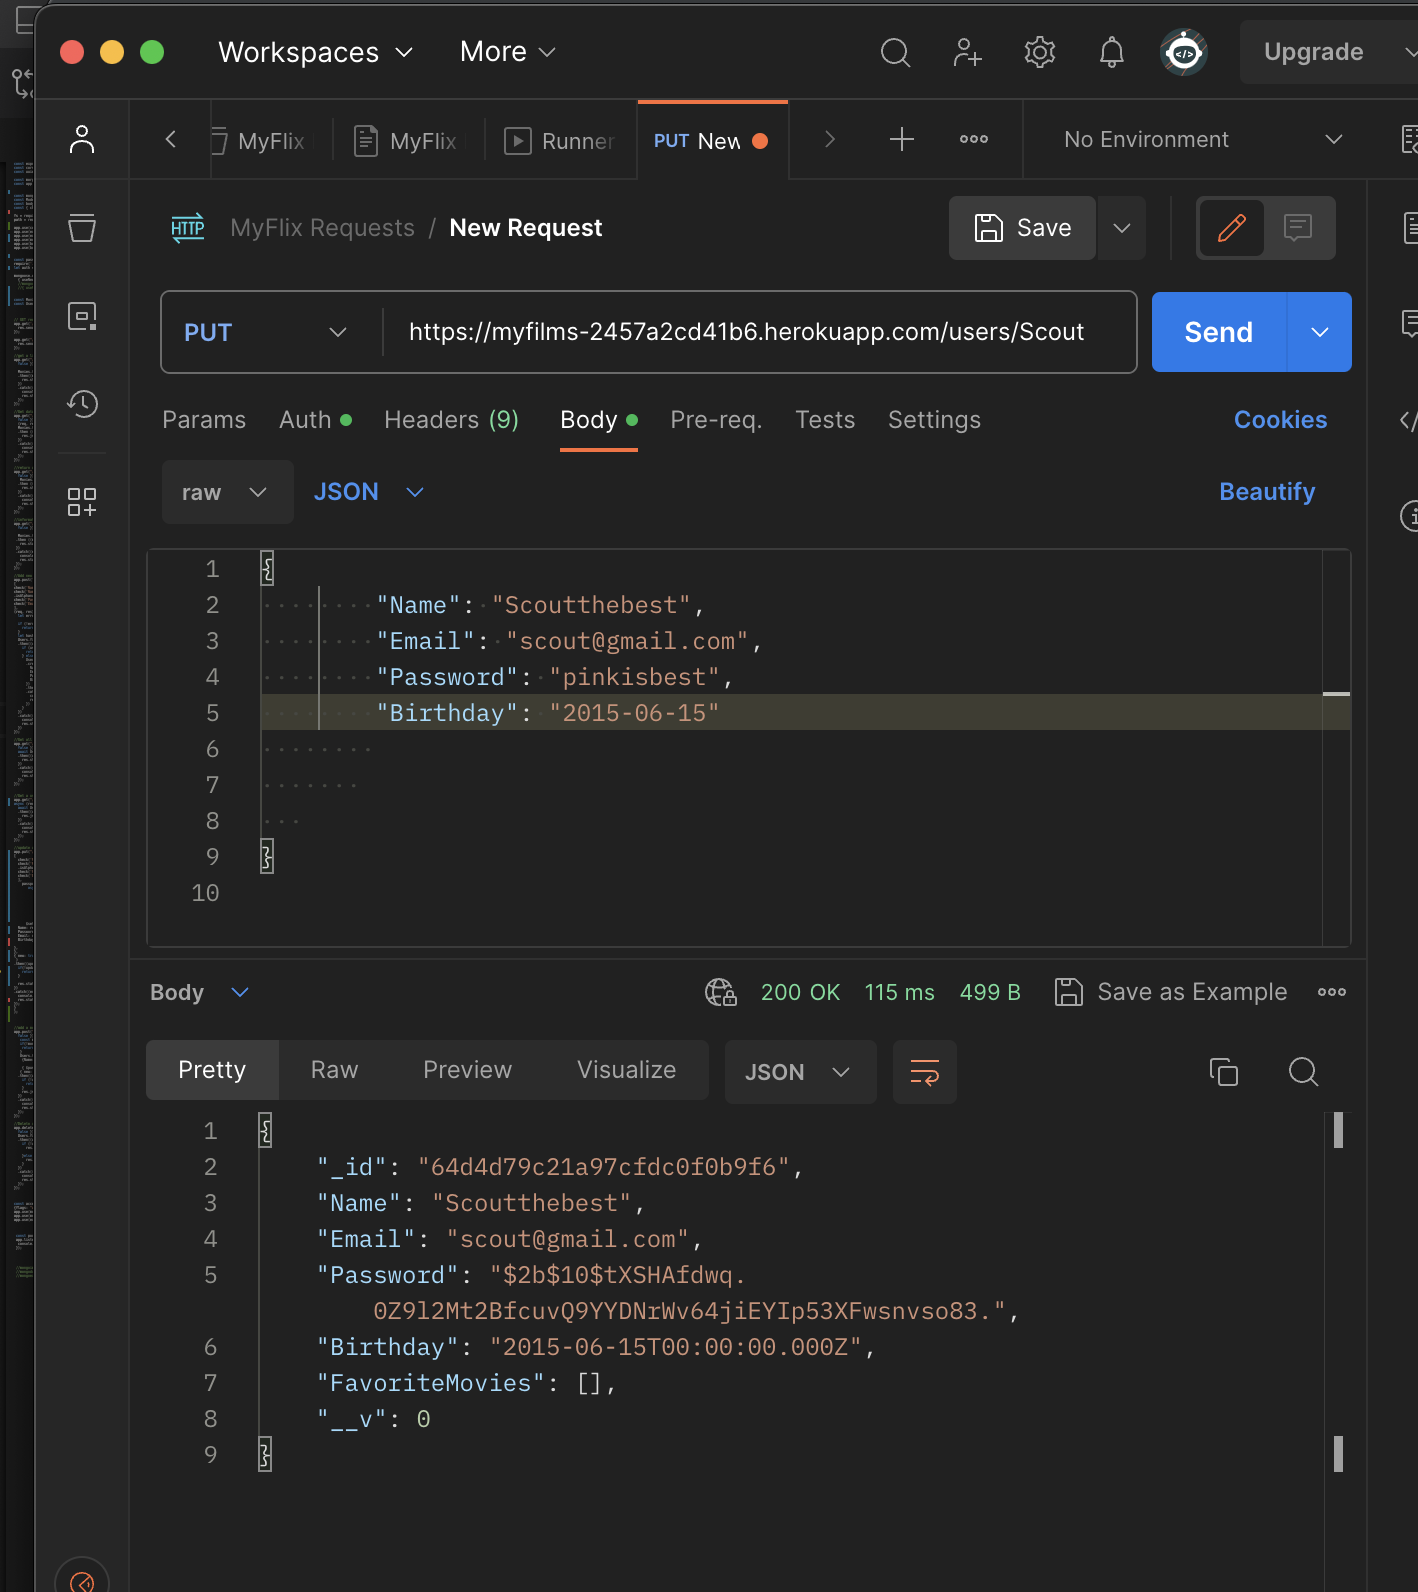 Workspaces More Upgrade
MyFlix MyFlix Runner PUT New No Environment
HTTP MyFlix Requests / New Request Save
PUT https://myfilms-2457a2cd41b6.herokuapp.com/users/Scout Send
Params Auth Headers (9) Body Pre-req. Tests Settings Cookies
raw JSON Beautify
1 {
2 "Name": "Scoutthebest",
3 "Email": "scout@gmail.com",
4 "Password": "pinkisbest",
5 "Birthday": "2015-06-15"
6
7
8
9 }
10
Body 200 OK 115 ms 499 B Save as Example
Pretty Raw Preview Visualize JSON
1 {
2 "_id": "64d4d79c21a97cfdc0f0b9f6",
3 "Name": "Scoutthebest",
4 "Email": "scout@gmail.com",
5 "Password": "$2b$10$tXSHAfdwq.
0Z9l2Mt2BfcuvQ9YYDNrWv64jiEYIp53XFwsnvso83.",
6 "Birthday": "2015-06-15T00:00:00.000Z",
7 "FavoriteMovies": [],
8 "__v": 0
9 }